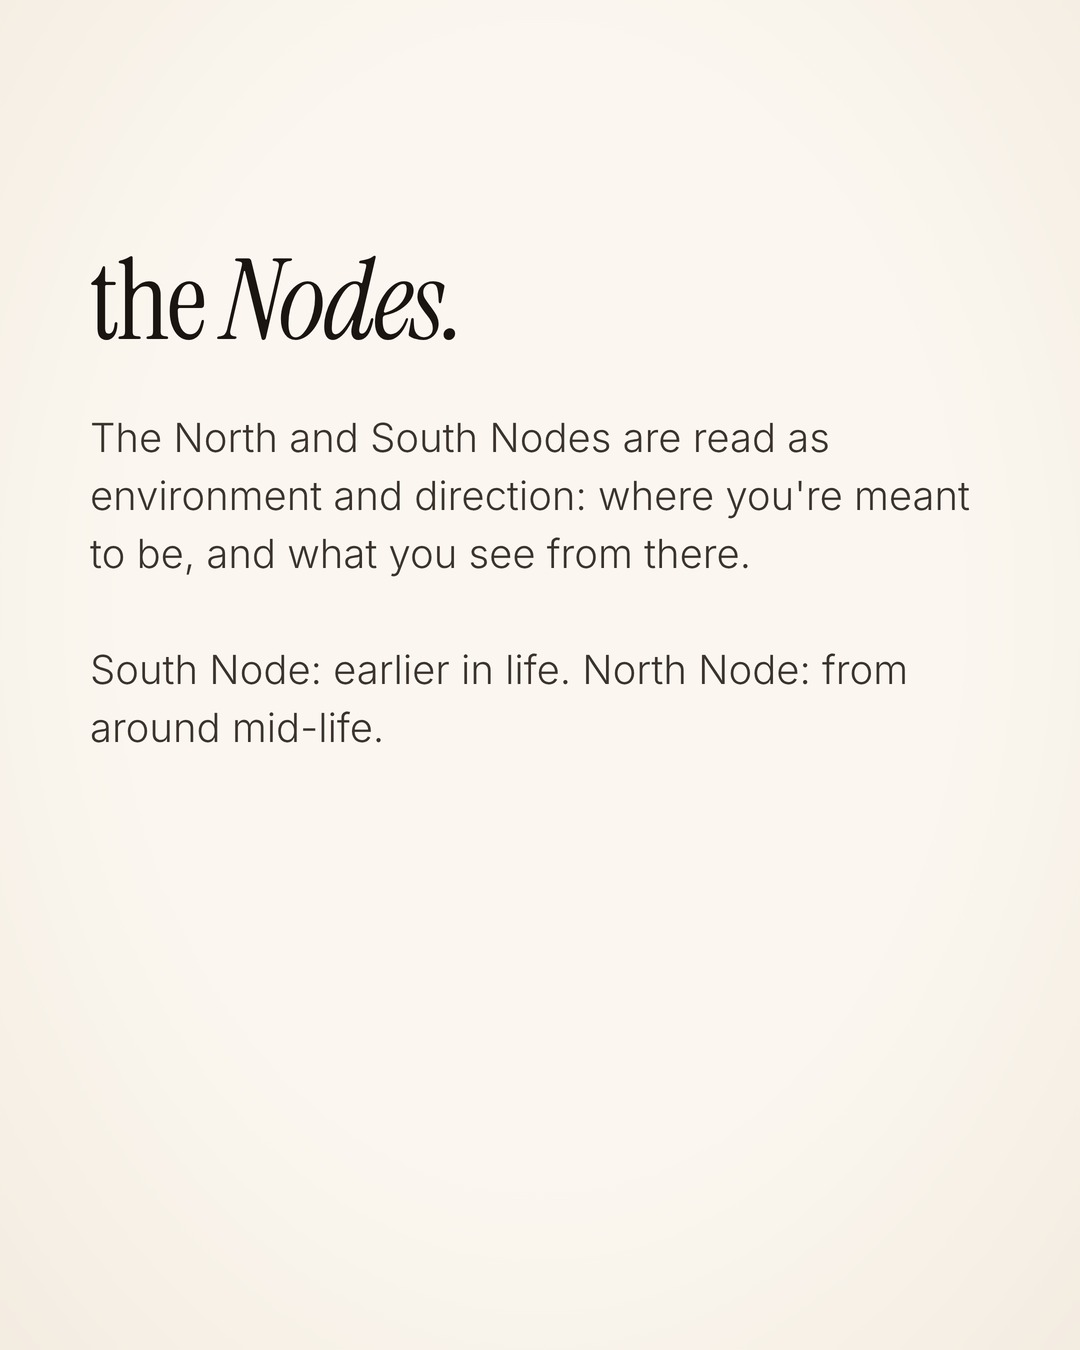 the Nodes.
The North and South Nodes are read as
environment and direction: where you're meant
to be, and what you see from there.
South Node: earlier in life. North Node: from
around mid-life.